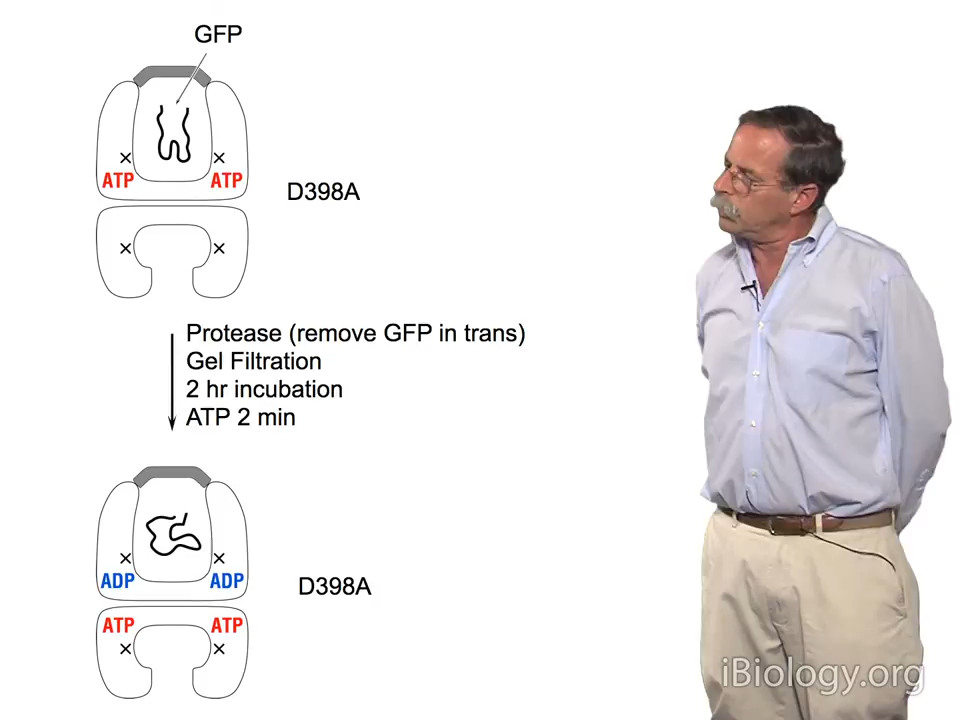 GFP
ATP ATP
D398A
Protease (remove GFP in trans)
Gel Filtration
2 hr incubation
ATP 2 min
ADP ADP
D398A
ATP ATP
iBiology.org